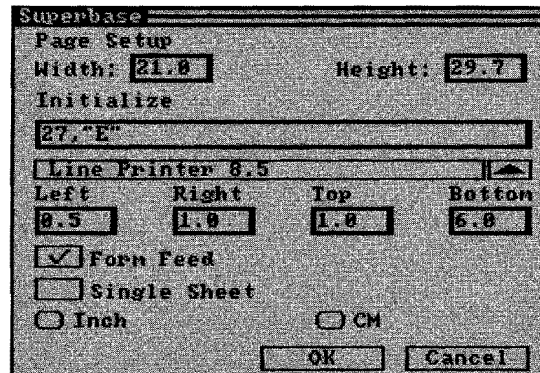 Superbase
Page Setup
Width: 21.0 Height: 29.7
Initialize
27,"E"
Line Printer 8.5
Left Right Top Bottom
0.5 1.0 1.0 6.0
Form Feed
Single Sheet
Inch CM
OK Cancel